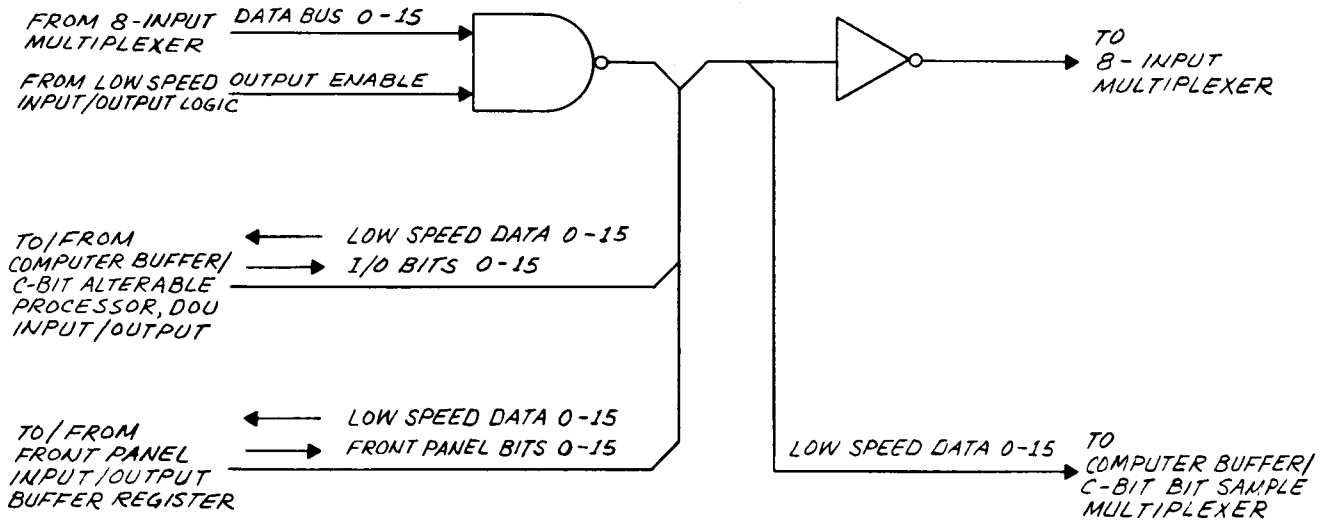 FROM 8-INPUT
MULTIPLEXER
DATA BUS 0-15
FROM LOW SPEED
INPUT/OUTPUT LOGIC
OUTPUT ENABLE
TO
8-INPUT
MULTIPLEXER
TO/FROM
COMPUTER BUFFER/
C-BIT ALTERABLE
PROCESSOR, DOU
INPUT/OUTPUT
LOW SPEED DATA 0-15
I/O BITS 0-15
TO/FROM
FRONT PANEL
INPUT/OUTPUT
BUFFER REGISTER
LOW SPEED DATA 0-15
FRONT PANEL BITS 0-15
LOW SPEED DATA 0-15
TO
COMPUTER BUFFER/
C-BIT BIT SAMPLE
MULTIPLEXER